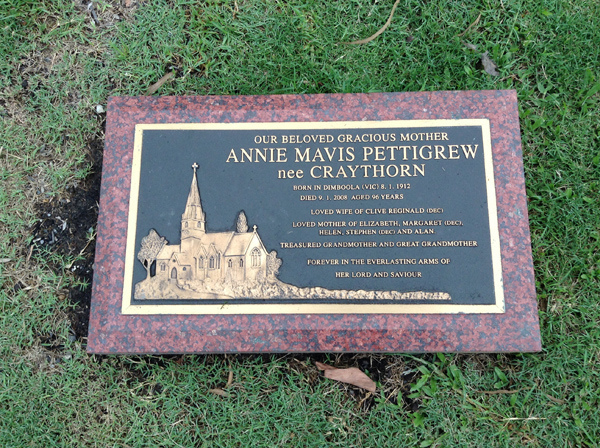 OUR BELOVED GRACIOUS MOTHER
ANNIE MAVIS PETTIGREW
nee CRAYTHORN
BORN IN DIMBOOLA (VIC) 8. 1. 1912
DIED 9. 1. 2008 AGED 96 YEARS
LOVED WIFE OF CLIVE REGINALD (DEC)
LOVED MOTHER OF ELIZABETH, MARGARET (DEC),
HELEN, STEPHEN (DEC) AND ALAN.
TREASURED GRANDMOTHER AND GREAT GRANDMOTHER
FOREVER IN THE EVERLASTING ARMS OF
HER LORD AND SAVIOUR